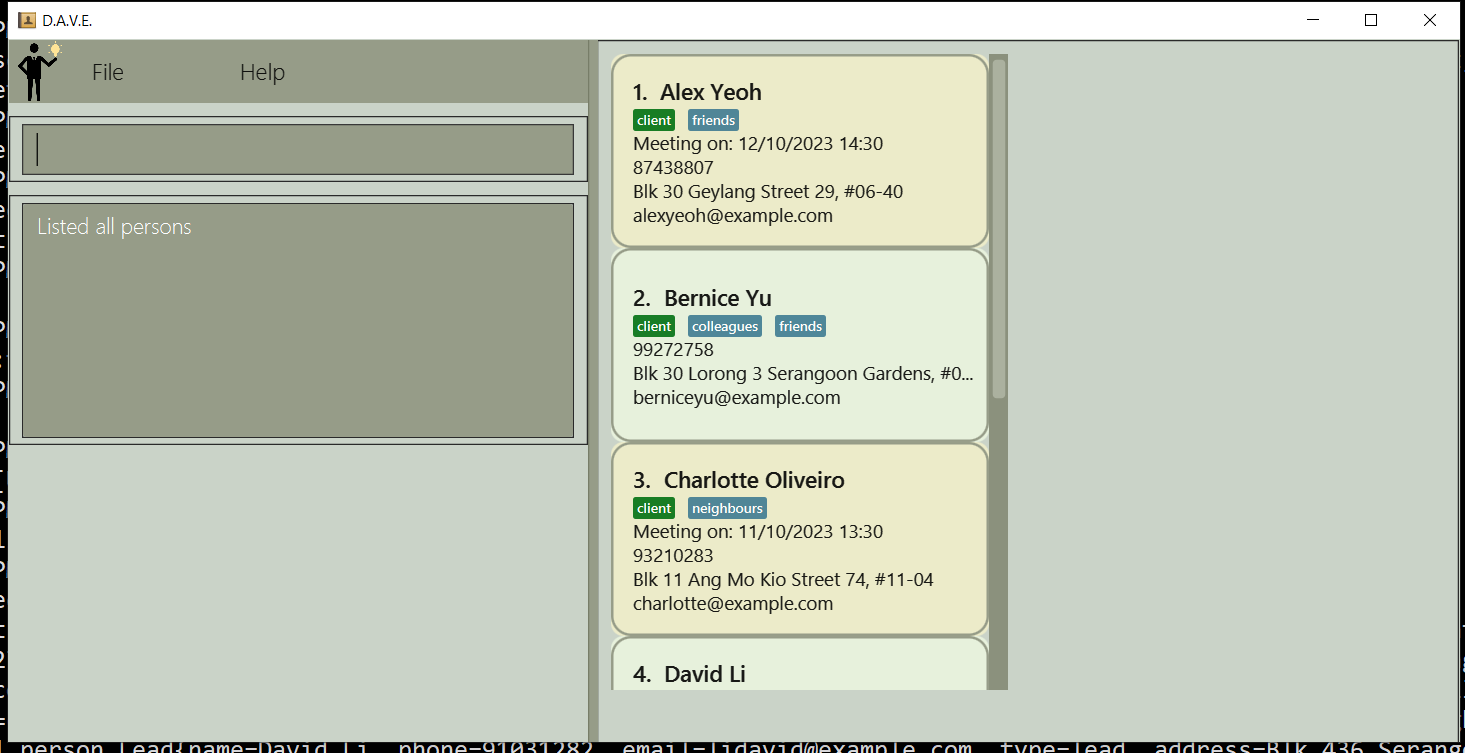 D.A.V.E.
File
Help
Listed all persons
1. Alex Yeoh
client friends
Meeting on: 12/10/2023 14:30
87438807
Blk 30 Geylang Street 29, #06-40
alexyeoh@example.com
2. Bernice Yu
client colleagues friends
99272758
Blk 30 Lorong 3 Serangoon Gardens, #0...
berniceyu@example.com
3. Charlotte Oliveiro
client neighbours
Meeting on: 11/10/2023 13:30
93210283
Blk 11 Ang Mo Kio Street 74, #11-04
charlotte@example.com
4. David Li
person.Lead{name=David Li, phone=91031282, email=lidavid@example.com, type=lead, address=Blk 436 Serang